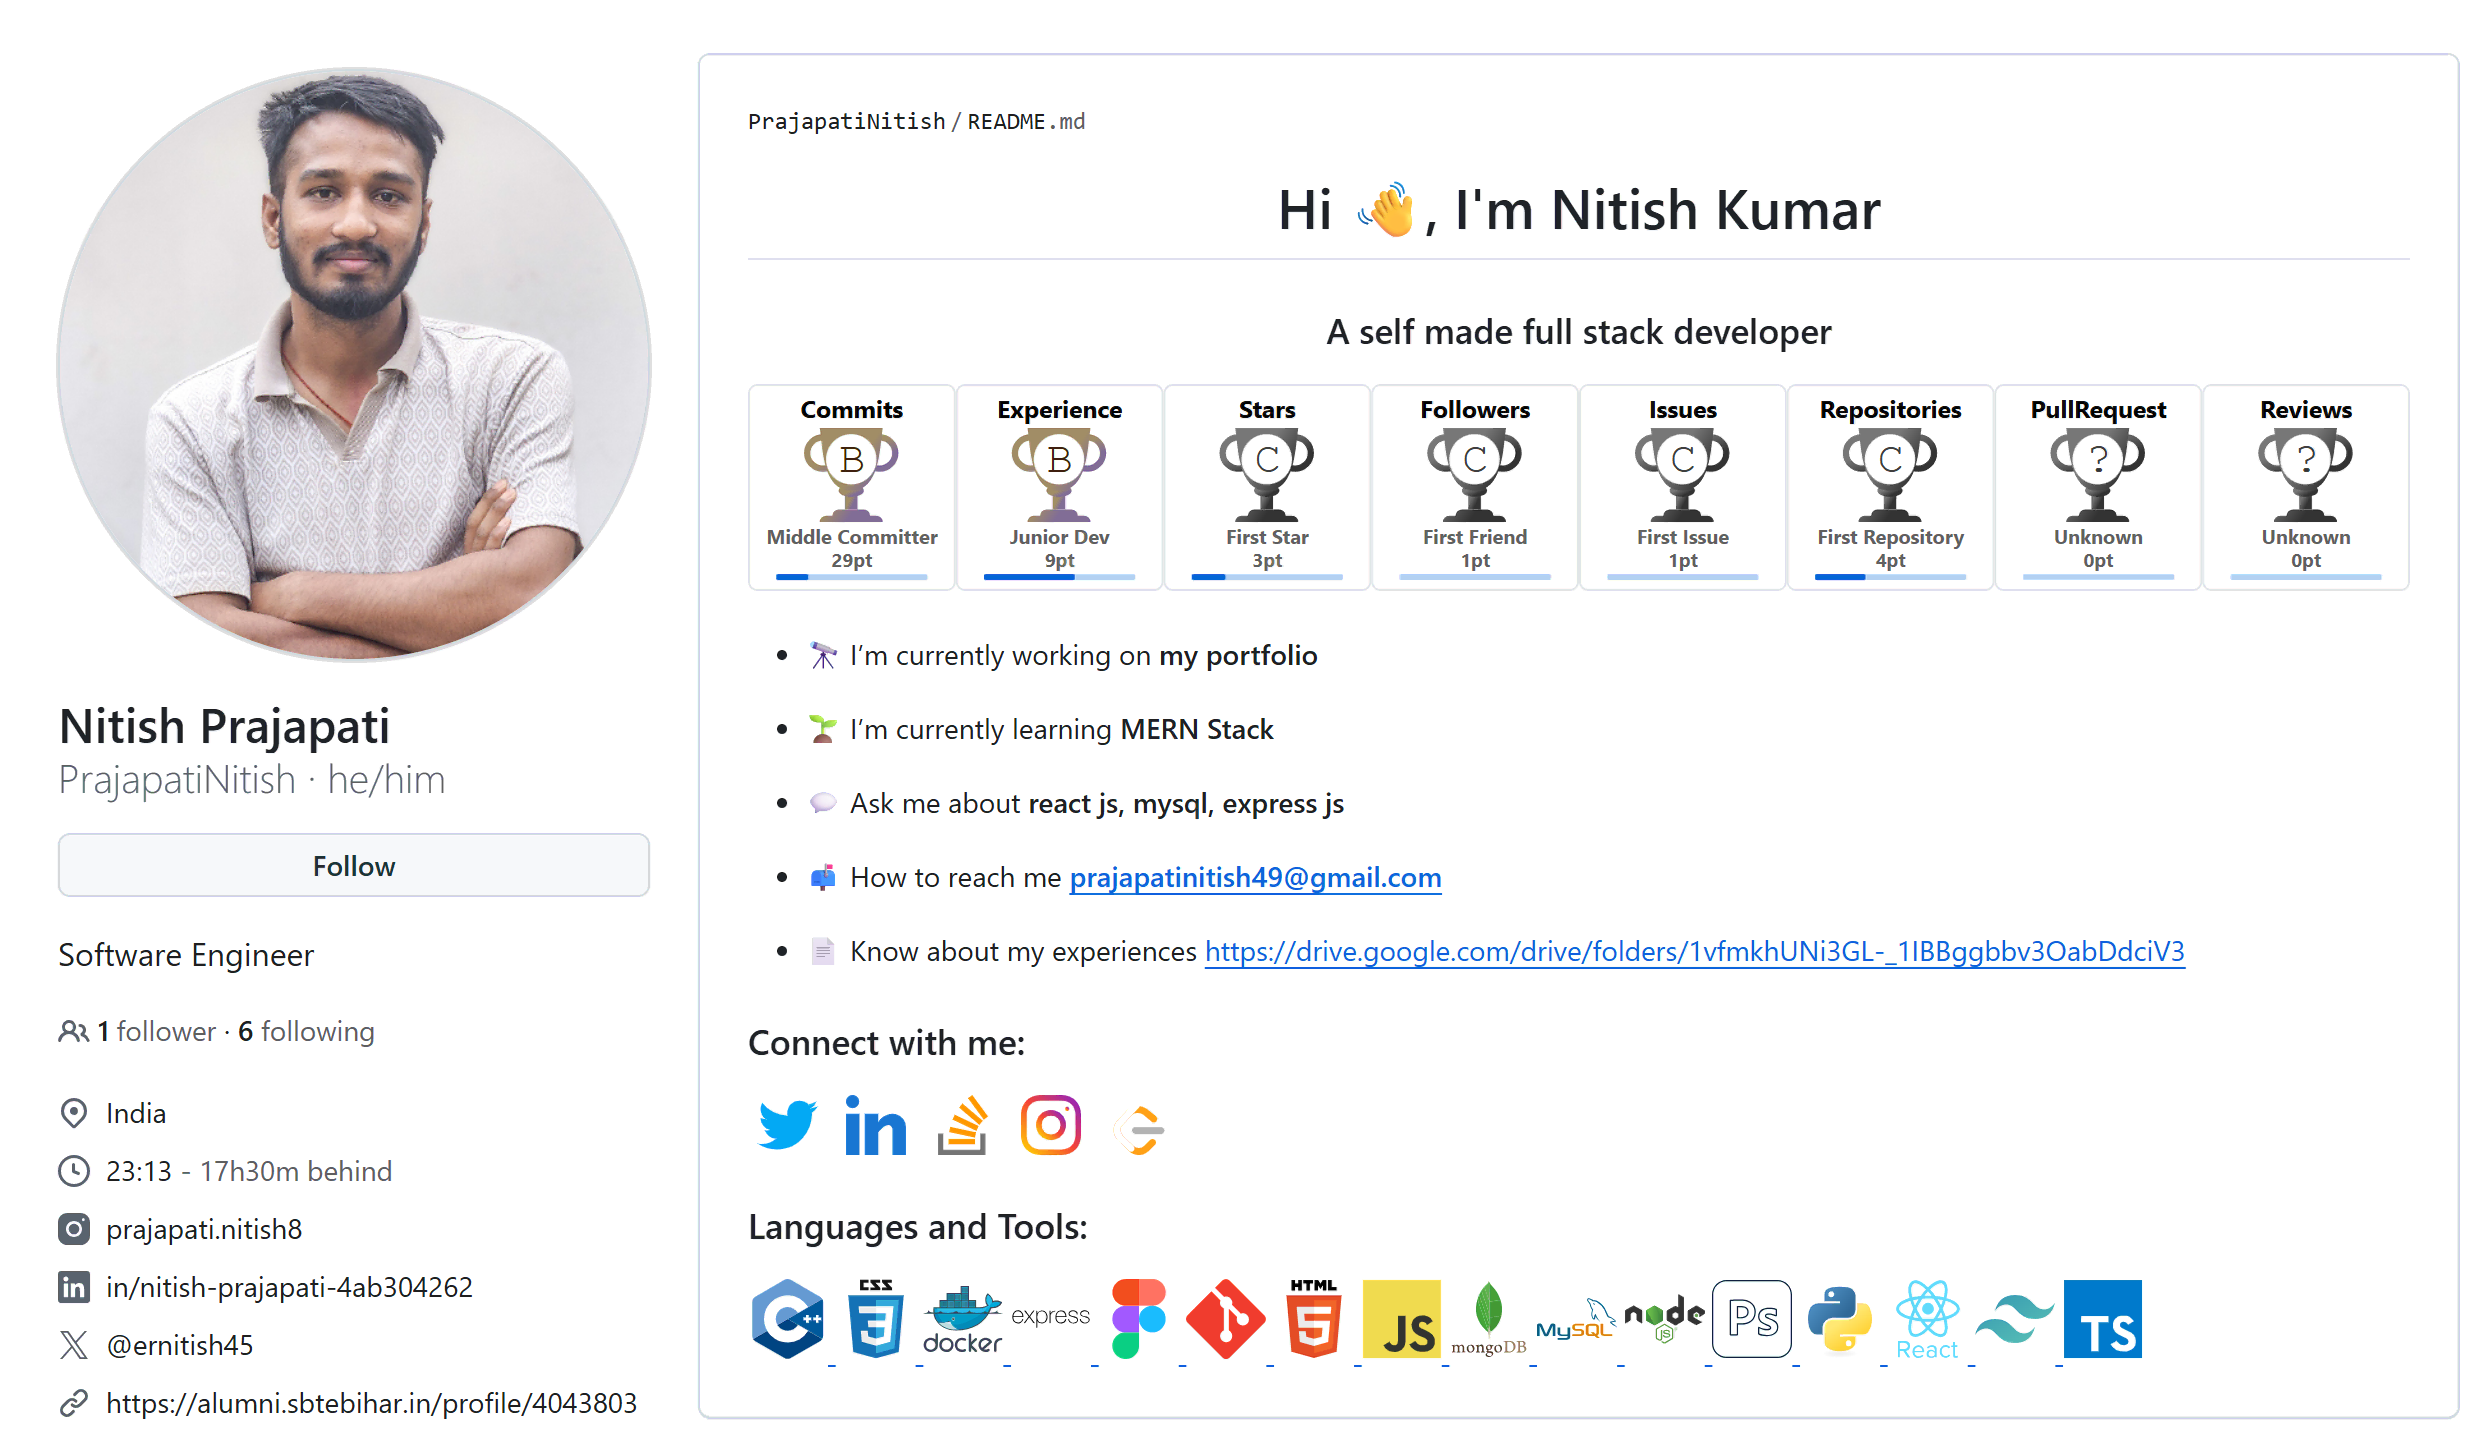 Nitish Prajapati
PrajapatiNitish · he/him
Follow
Software Engineer
1 follower · 6 following
India
23:13 - 17h30m behind
prajapati.nitish8
in/nitish-prajapati-4ab304262
@ernitish45
https://alumni.sbtebihar.in/profile/4043803
PrajapatiNitish / README.md
Hi 👋, I'm Nitish Kumar
A self made full stack developer
Commits
B
Middle Committer
29pt
Experience
B
Junior Dev
9pt
Stars
C
First Star
3pt
Followers
C
First Friend
1pt
Issues
C
First Issue
1pt
Repositories
C
First Repository
4pt
PullRequest
?
Unknown
0pt
Reviews
?
Unknown
0pt
• 🔭 I’m currently working on my portfolio
• 🌱 I’m currently learning MERN Stack
• 💬 Ask me about react js, mysql, express js
• 📫 How to reach me prajapatinitish49@gmail.com
• 📄 Know about my experiences https://drive.google.com/drive/folders/1vfmkhUNi3GL-_1IBBggbbv3OabDdciV3
Connect with me:
in
Languages and Tools:
C++
CSS
3
docker
express
HTML
5
JS
mongoDB
MySQL
node
JS
Ps
React
TS